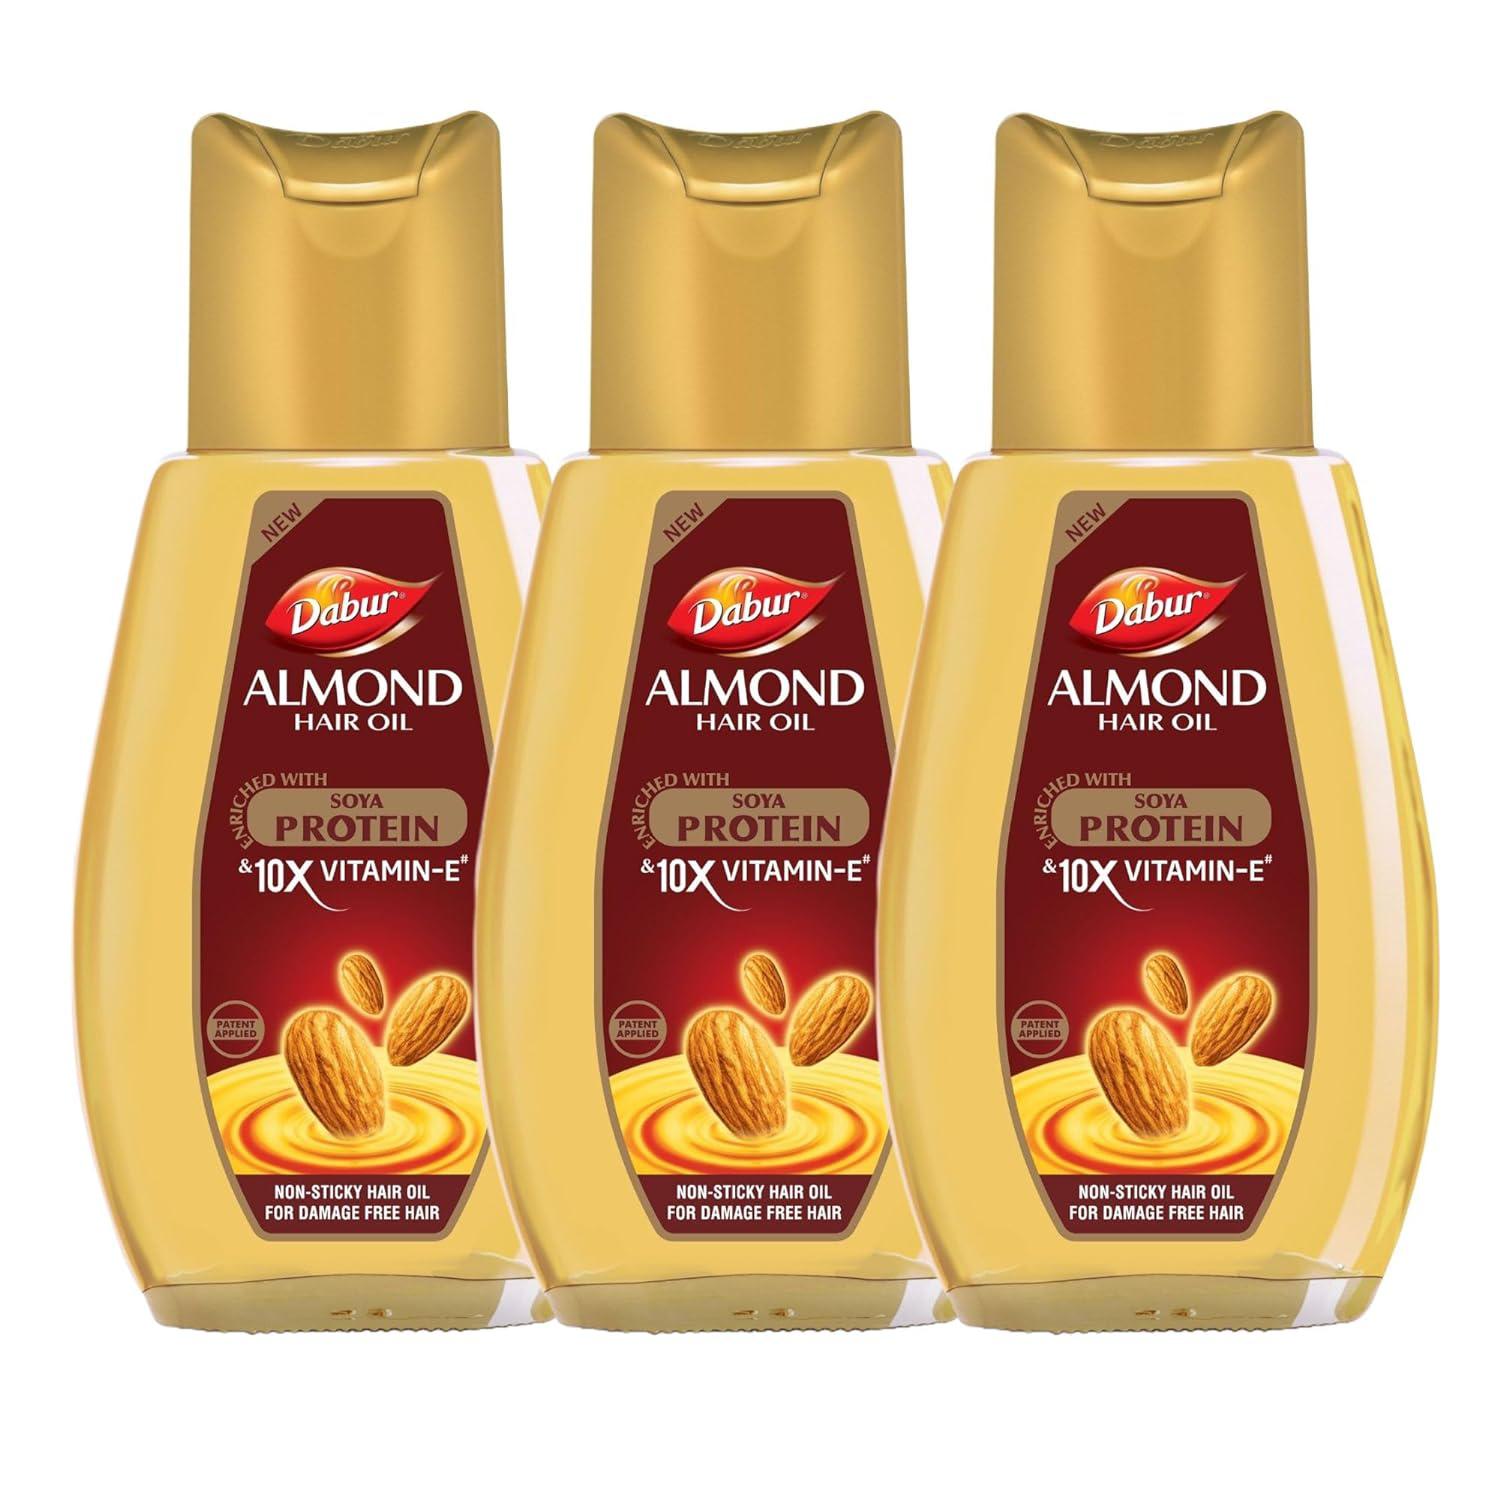 Dabur
NEW
Dabur®
ALMOND
HAIR OIL
ENRICHED WITH
SOYA
PROTEIN
& 10X VITAMIN-E#
PATENT
APPLIED
NON-STICKY HAIR OIL
FOR DAMAGE FREE HAIR
Dabur
NEW
Dabur®
ALMOND
HAIR OIL
ENRICHED WITH
SOYA
PROTEIN
& 10X VITAMIN-E#
PATENT
APPLIED
NON-STICKY HAIR OIL
FOR DAMAGE FREE HAIR
Dabur
NEW
Dabur®
ALMOND
HAIR OIL
ENRICHED WITH
SOYA
PROTEIN
& 10X VITAMIN-E#
PATENT
APPLIED
NON-STICKY HAIR OIL
FOR DAMAGE FREE HAIR